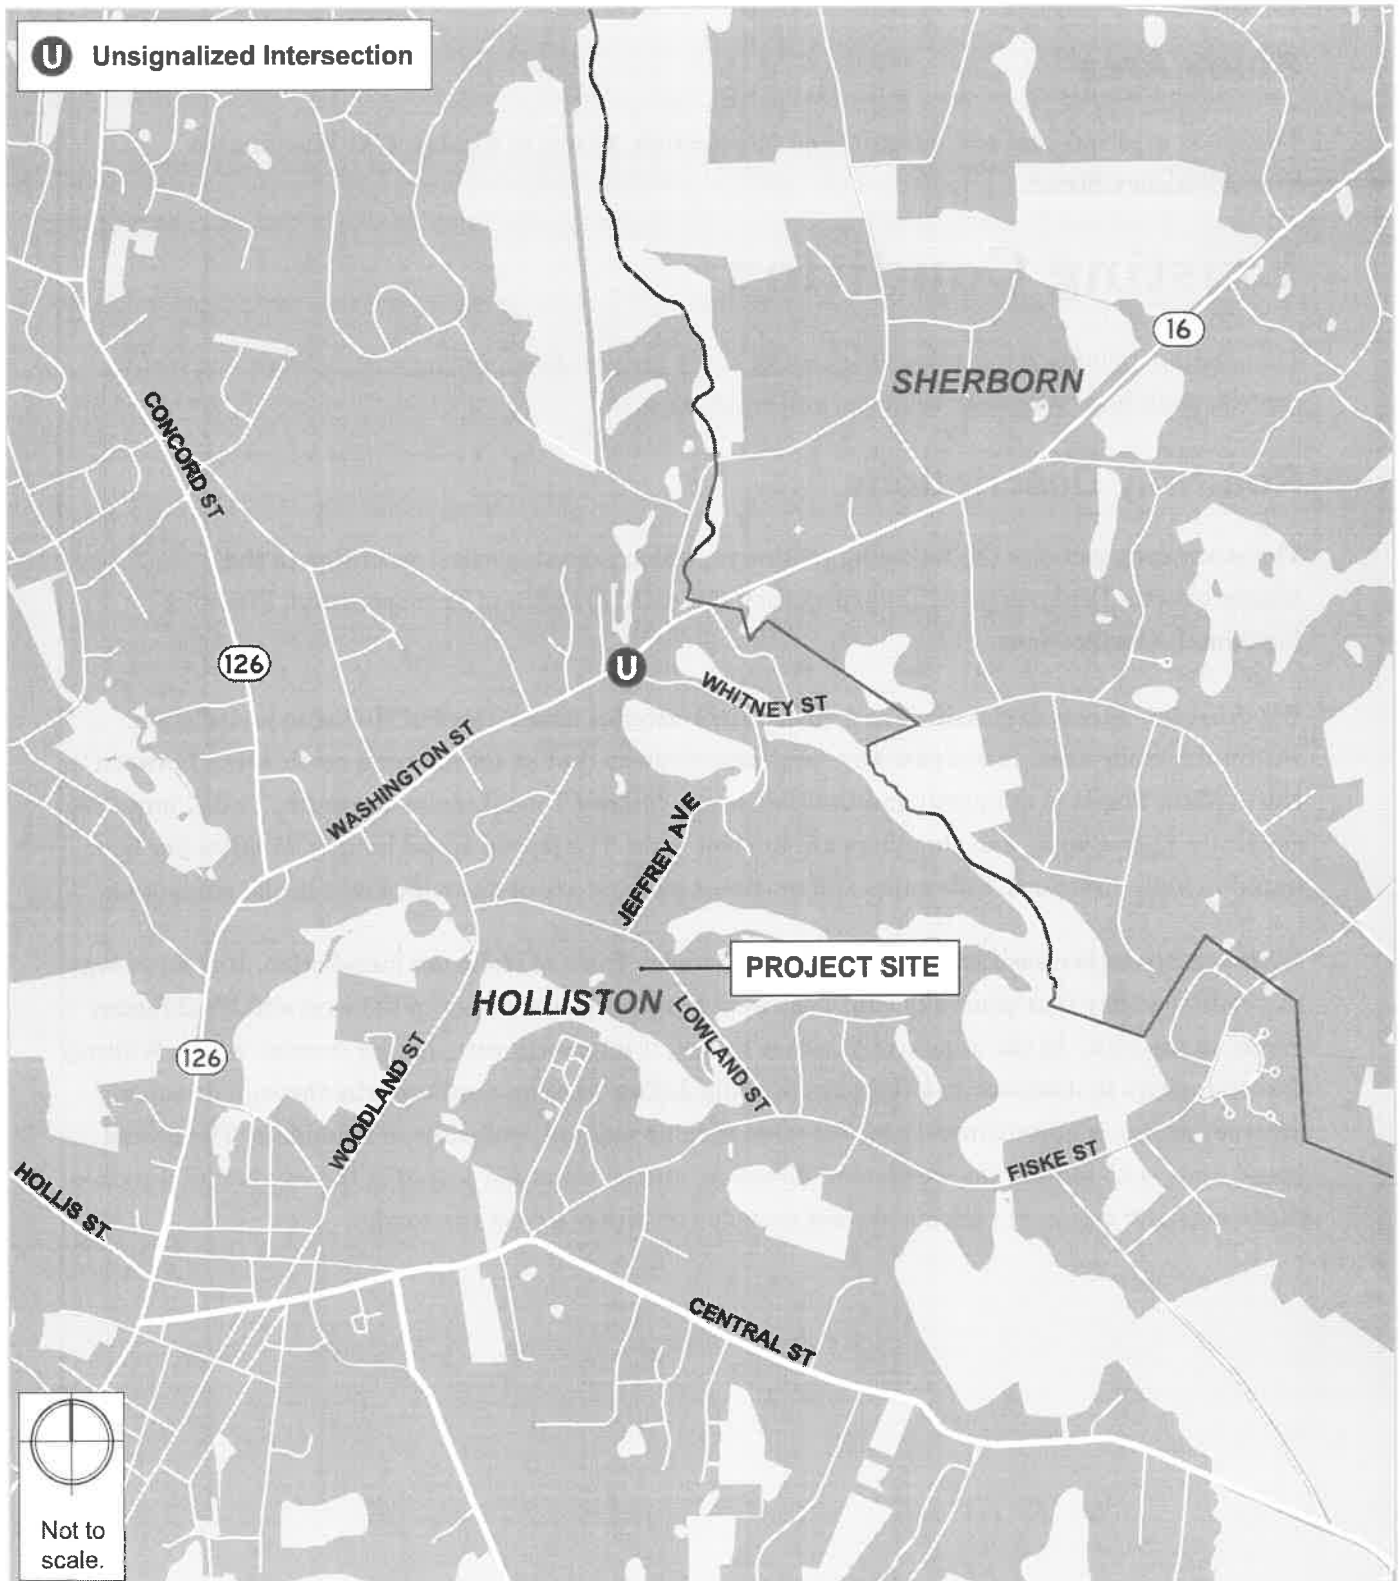 U Unsignalized Intersection
16
SHERBORN
CONCORD ST
126
U
WHITNEY ST
WASHINGTON ST
JEFFREY AVE
PROJECT SITE
HOLLISTON
LOWLAND ST
126
WOODLAND ST
FISKE ST
HOLLIS ST
CENTRAL ST
Not to
scale.